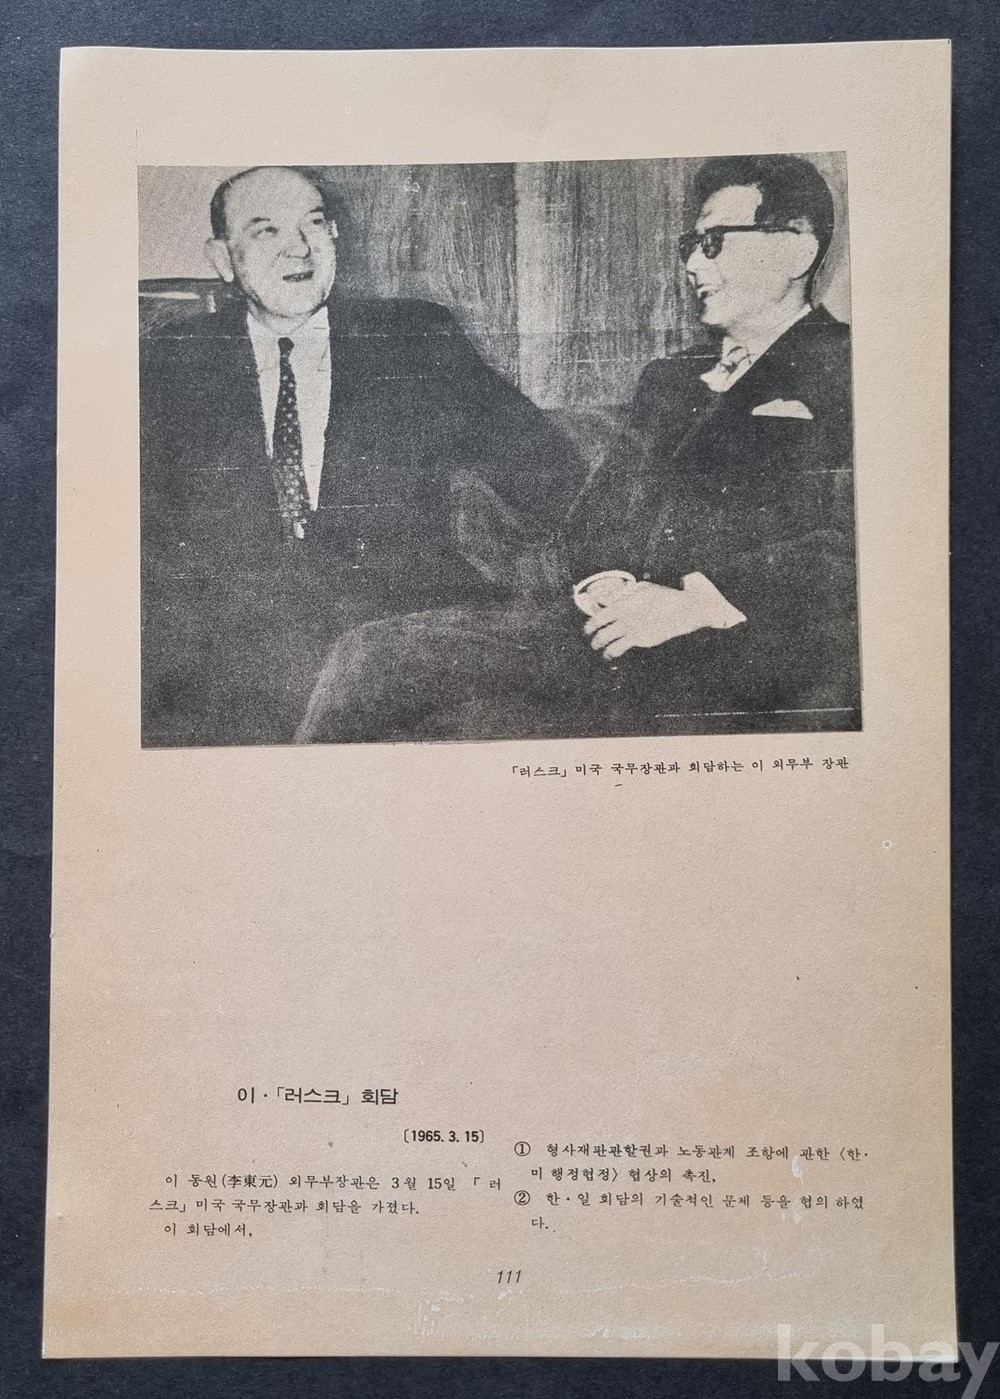 「러스크」 미국 국무장관과 회담하는 이 외무부 장관
이·「러스크」 회담
〔1965. 3. 15〕
이 동원(李東元) 외무부장관은 3월 15일 「러
스크」 미국 국무장관과 회담을 가졌다.
이 회담에서,
① 형사재판관할권과 노동관계 조항에 관한 〈한·
미 행정협정〉 협상의 촉진,
② 한·일 회담의 기술적인 문제 등을 협의 하였
다.
111
kobay